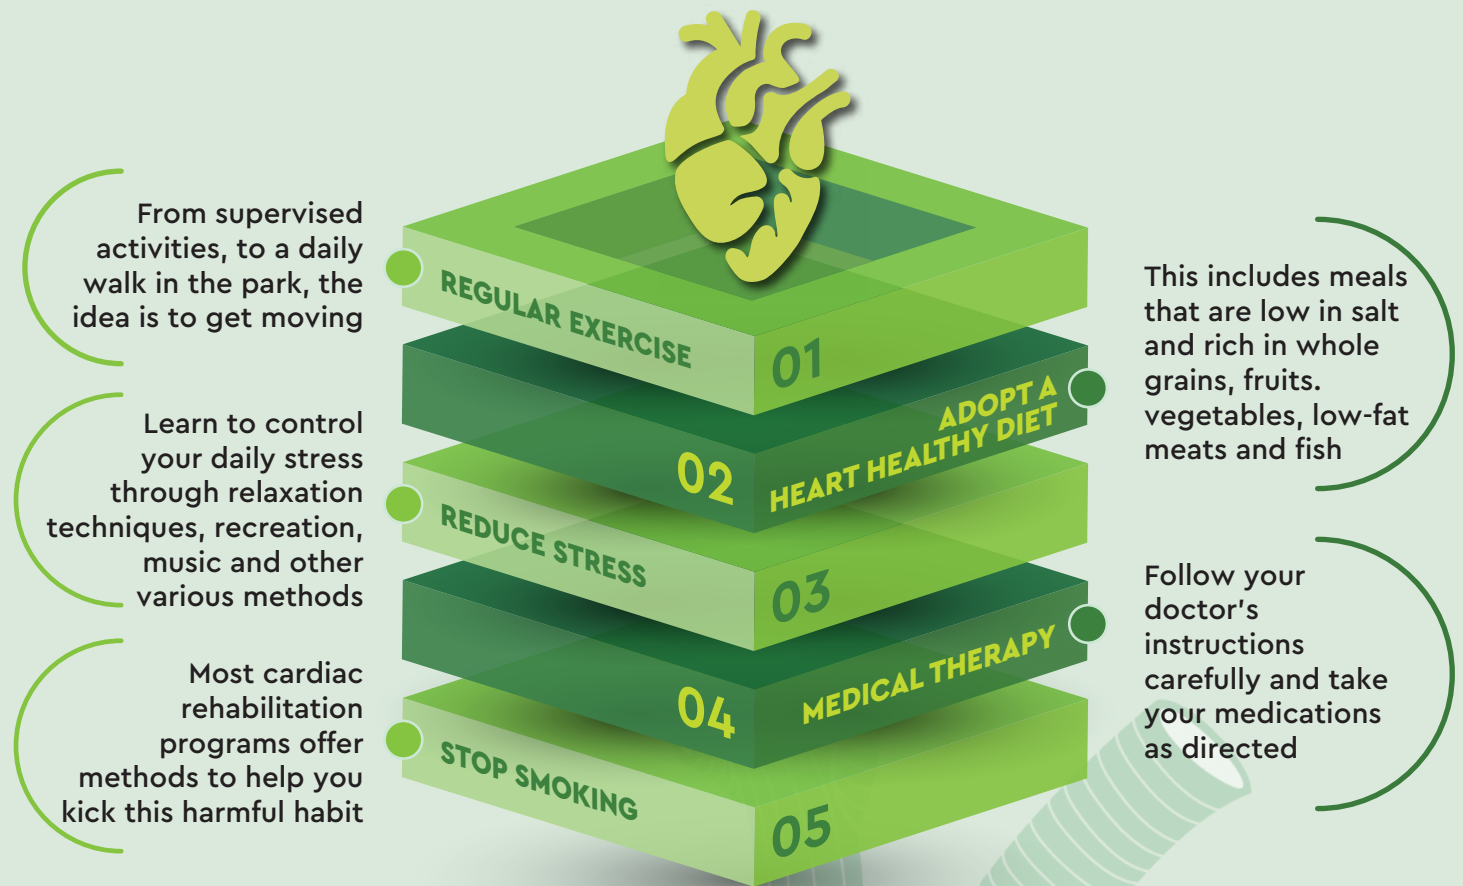 From supervised
activities, to a daily
walk in the park, the
idea is to get moving
REGULAR EXERCISE
01
ADOPT A
HEART HEALTHY DIET
02
This includes meals
that are low in salt
and rich in whole
grains, fruits.
vegetables, low-fat
meats and fish
Learn to control
your daily stress
through relaxation
techniques, recreation,
music and other
various methods
REDUCE STRESS
03
MEDICAL THERAPY
04
Follow your
doctor's
instructions
carefully and take
your medications
as directed
Most cardiac
rehabilitation
programs offer
methods to help you
kick this harmful habit
STOP SMOKING
05